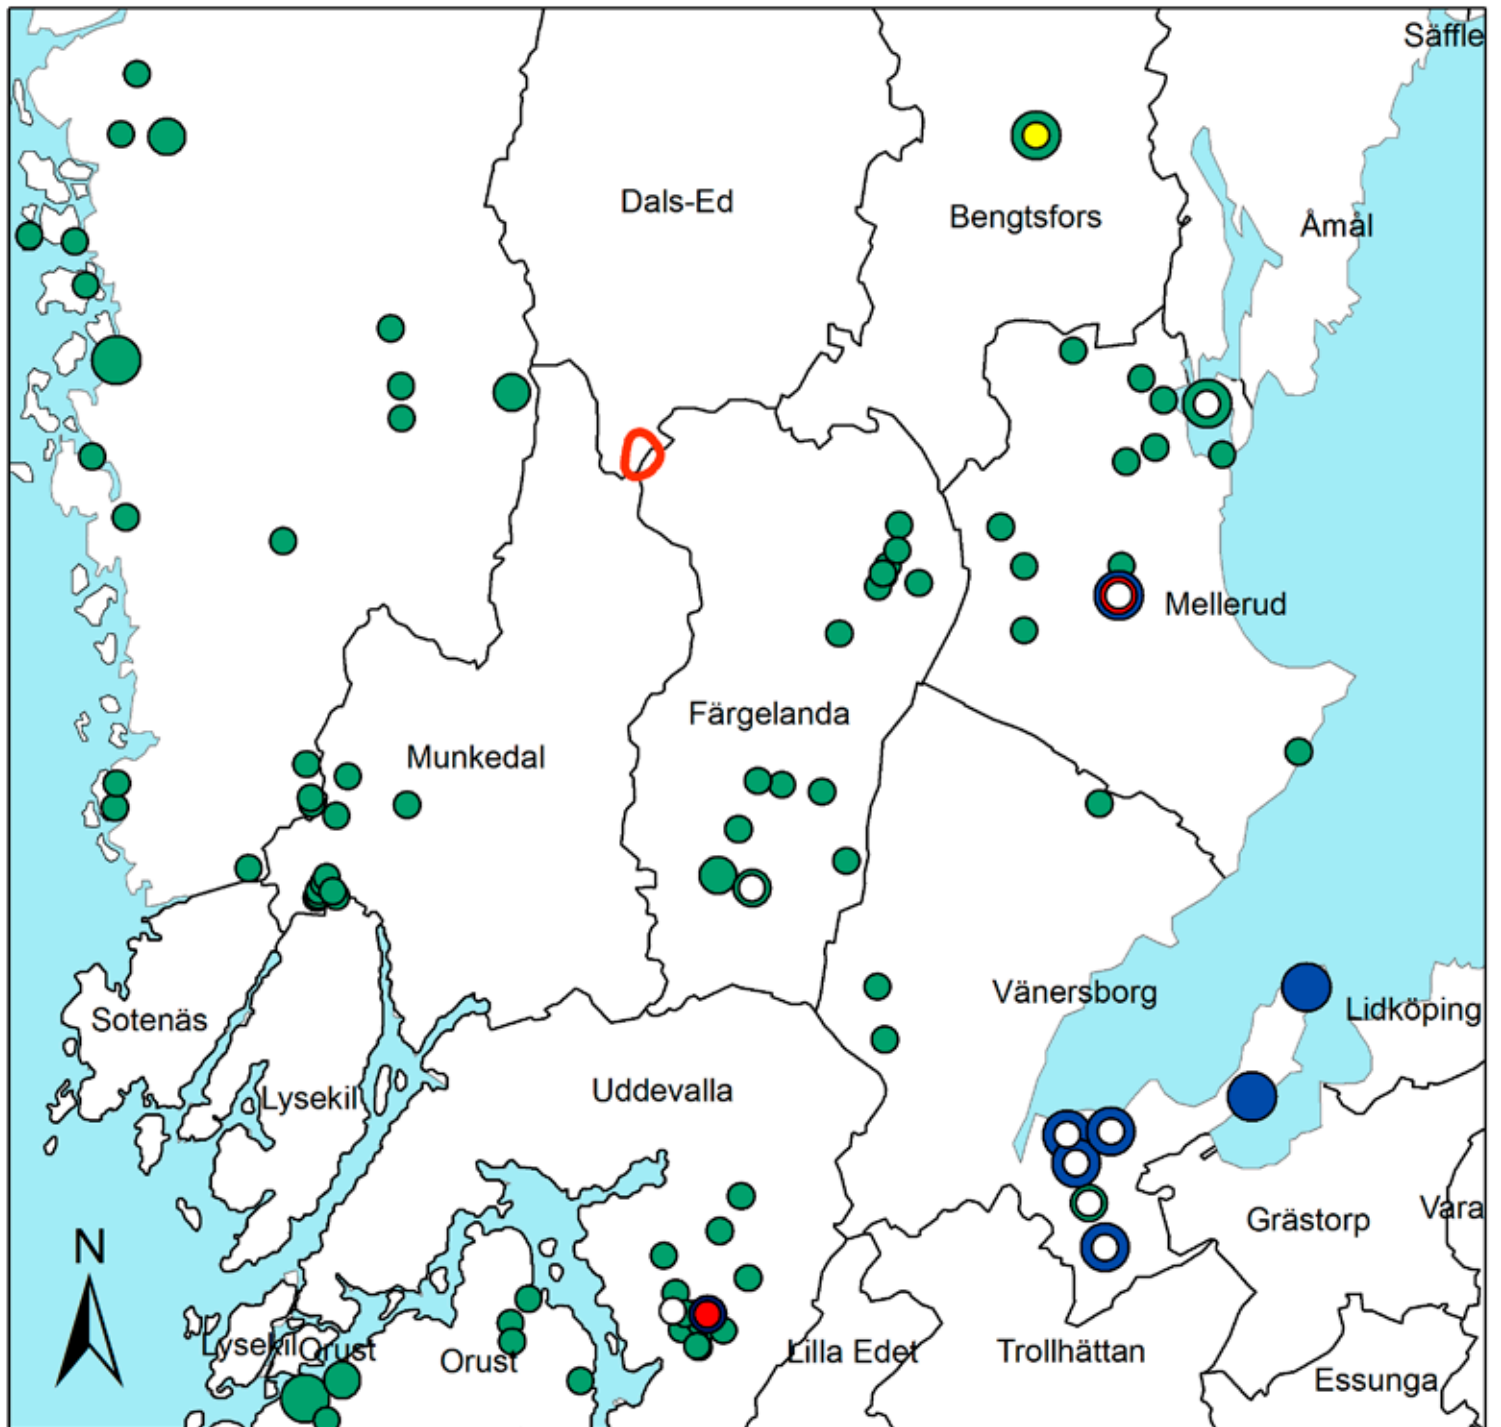 Säffle
Dals-Ed
Bengtsfors
Åmål
Mellerud
Färgelanda
Munkedal
Vänersborg
Lidköping
Sotenäs
Uddevalla
Lysekil
Vara
Grästorp
N
Lysekil
Orust
Orust
Lilla Edet
Trollhättan
Essunga